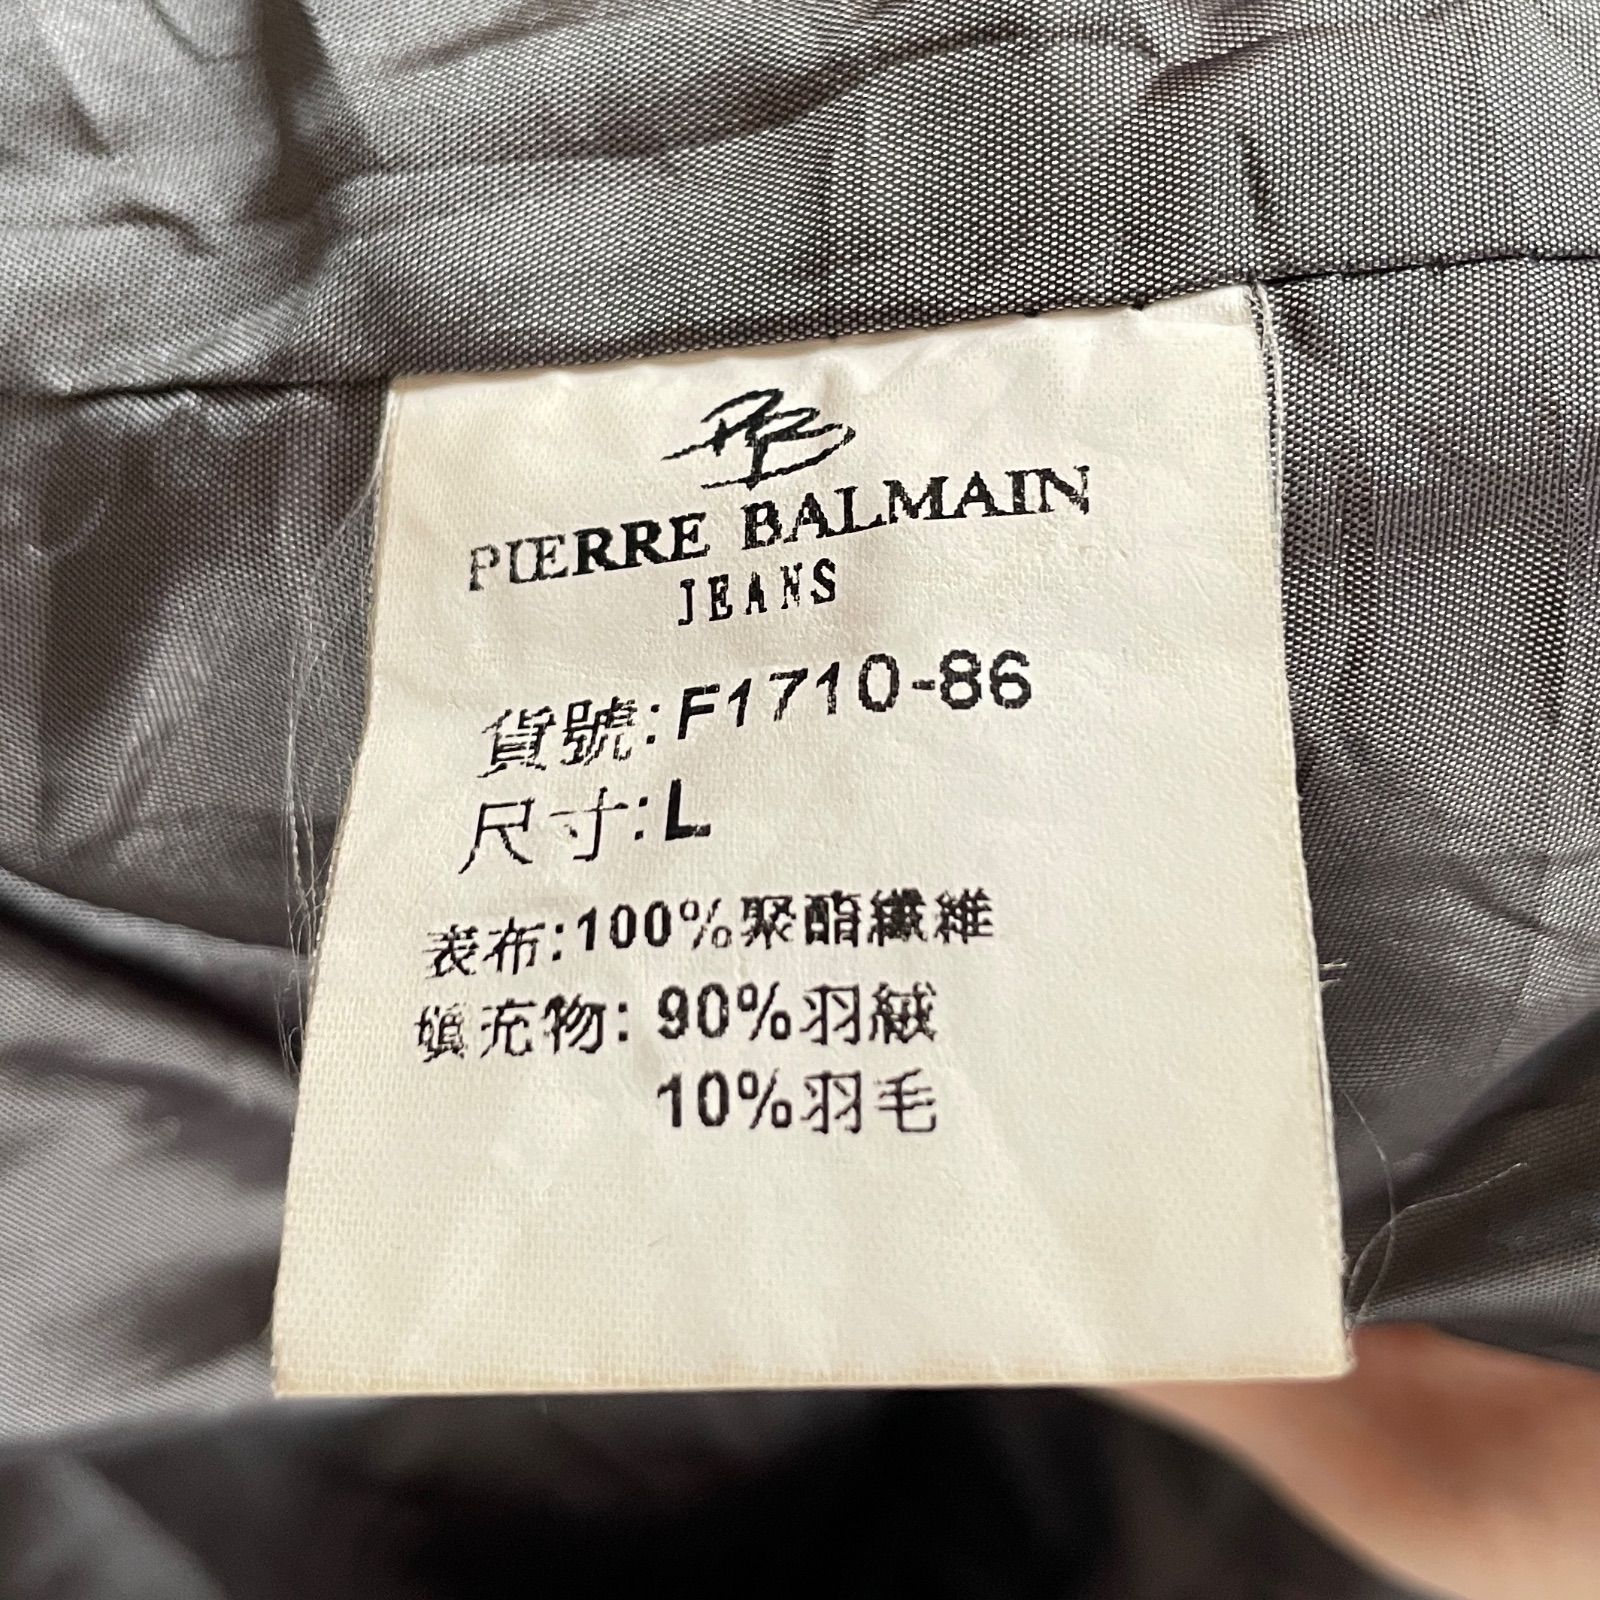 PB
PIERRE BALMAIN
JEANS
貨號:F1710-86
尺寸:L
表布:100%聚酯纖維
填充物:90%羽絨
10%羽毛